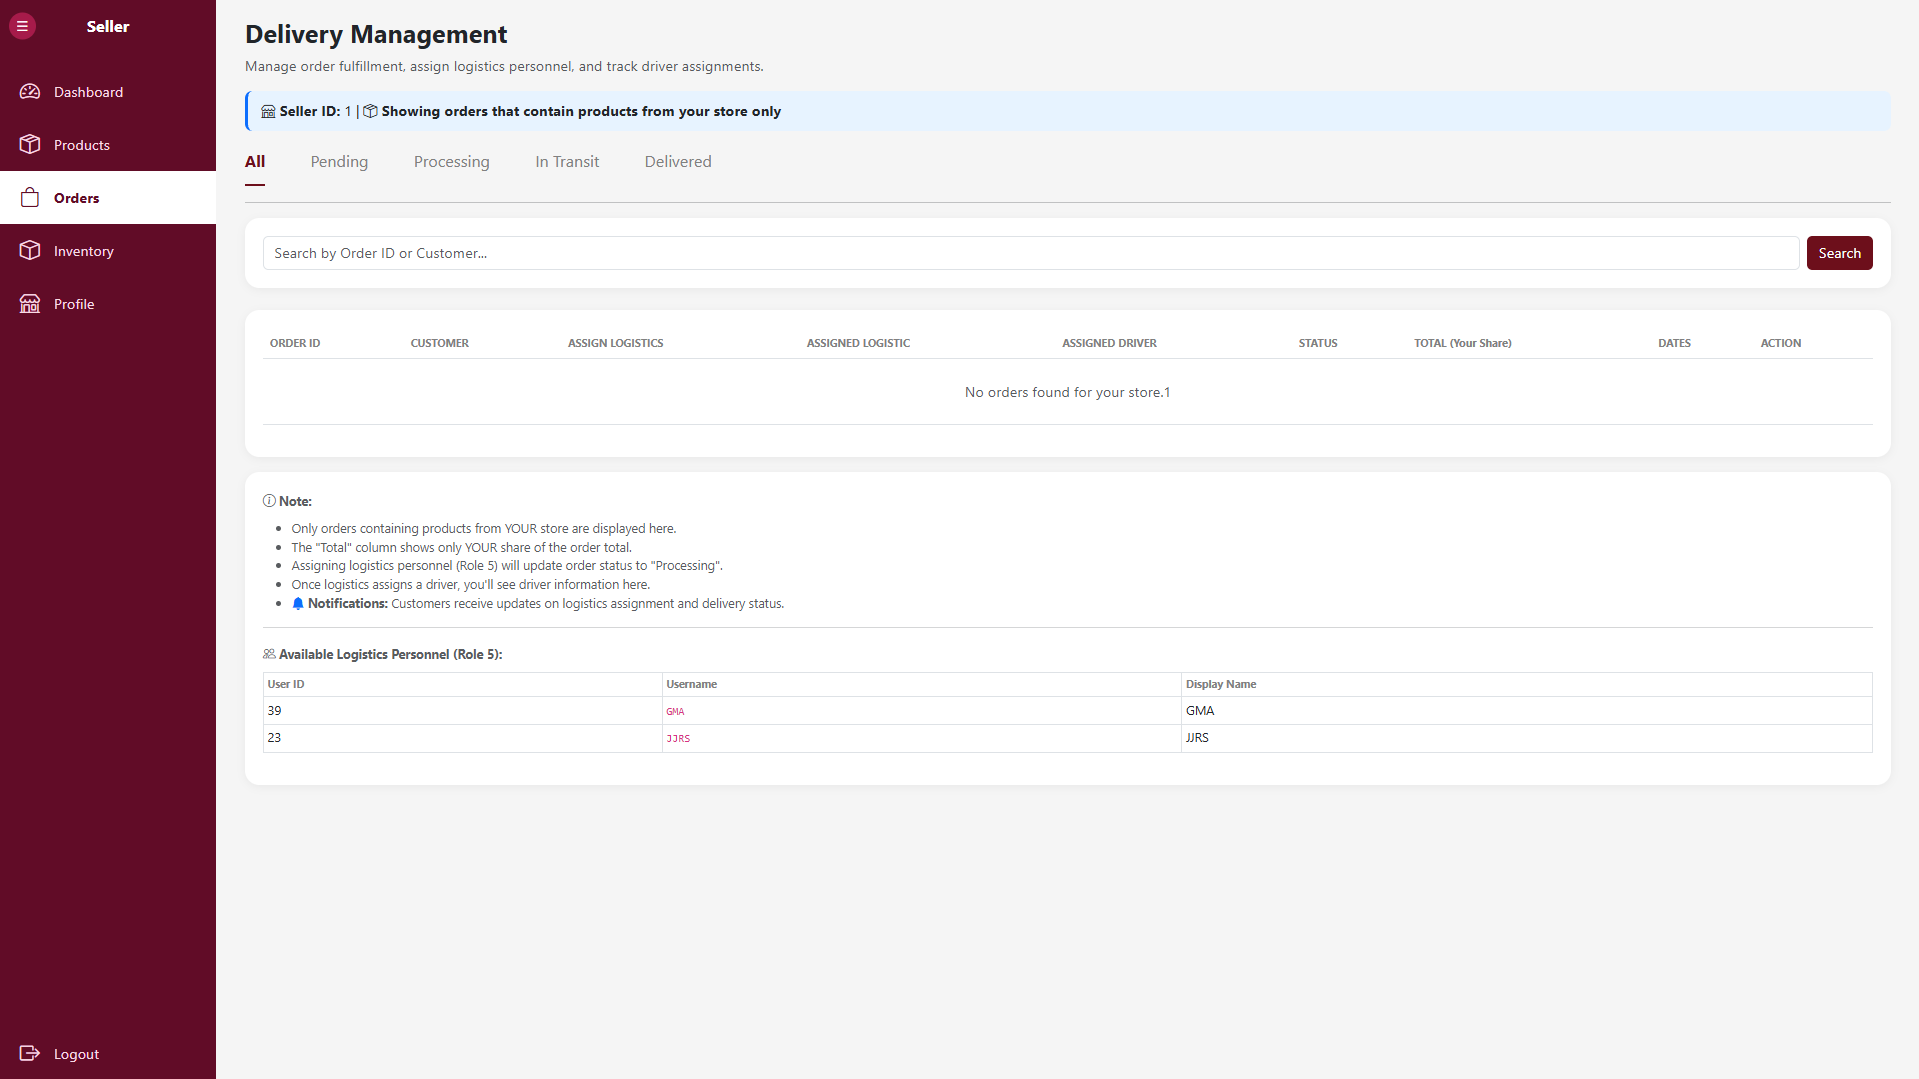 Seller
Dashboard
Products
Orders
Inventory
Profile
Logout
Delivery Management
Manage order fulfillment, assign logistics personnel, and track driver assignments.
Seller ID: 1 | Showing orders that contain products from your store only
All Pending Processing In Transit Delivered
Search by Order ID or Customer... Search
ORDER ID CUSTOMER ASSIGN LOGISTICS ASSIGNED LOGISTIC ASSIGNED DRIVER STATUS TOTAL (Your Share) DATES ACTION
No orders found for your store.1
Note:
Only orders containing products from YOUR store are displayed here.
The "Total" column shows only YOUR share of the order total.
Assigning logistics personnel (Role 5) will update order status to "Processing".
Once logistics assigns a driver, you'll see driver information here.
Notifications: Customers receive updates on logistics assignment and delivery status.
Available Logistics Personnel (Role 5):
User ID Username Display Name
39 GMA GMA
23 JJRS JJRS